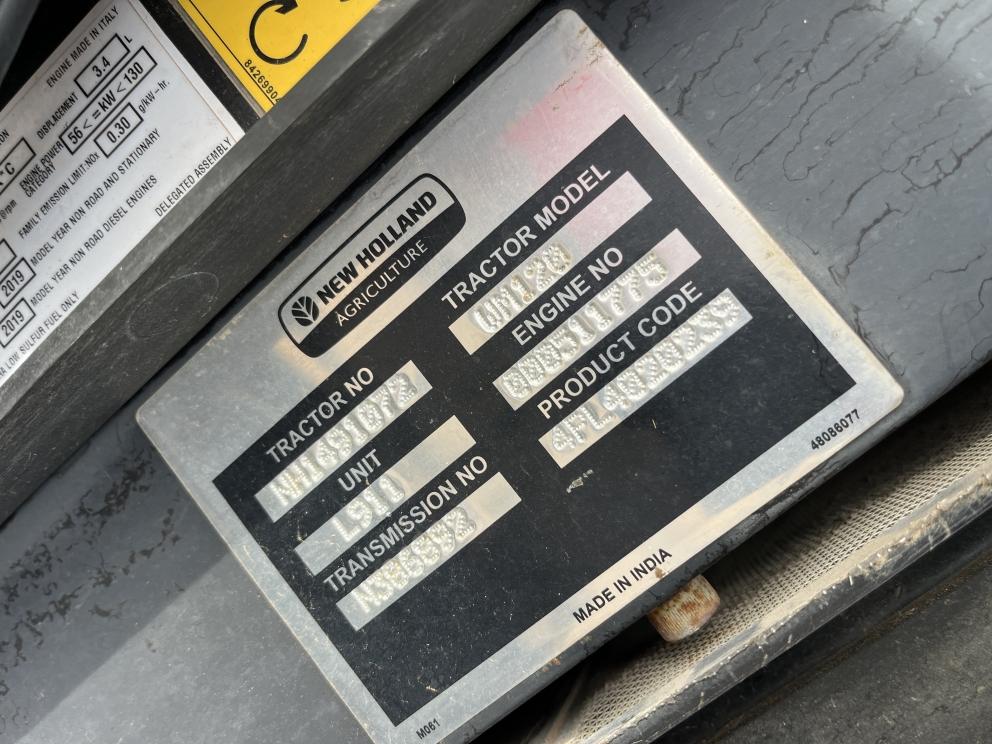 ENGINE MADE IN ITALY
DISPLACEMENT 3.4 L
ENGINE POWER
CATEGORY 56 < = kW < 130
FAMILY EMISSION LIMIT:NOx 0.30 g/kW-hr.
2019 MODEL YEAR NON ROAD AND STATIONARY
2019 MODEL YEAR NON ROAD DIESEL ENGINES
LOW SULFUR FUEL ONLY
DELEGATED ASSEMBLY
NEW HOLLAND
AGRICULTURE
TRACTOR MODEL
WM120
ENGINE NO
000511775
PRODUCT CODE
TRACTOR NO
UNIT
L910
TRANSMISSION NO
MADE IN INDIA
48086077
M061